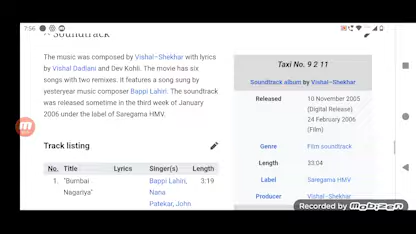 7:56
Soundtrack
The music was composed by Vishal–Shekhar with lyrics
by Vishal Dadlani and Dev Kohli. The movie has six
songs with two remixes. It features a song sung by
yesteryear music composer Bappi Lahiri. The soundtrack
was released sometime in the third week of January
2006 under the label of Saregama HMV.
Track listing
No. Title Lyrics Singer(s) Length
1. "Bumbai Bappi Lahiri, 3:19
Nagariya" Nana
Patekar, John
Taxi No. 9 2 11
Soundtrack album by Vishal–Shekhar
Released 10 November 2005
(Digital Release)
24 February 2006
(Film)
Genre Film soundtrack
Length 33:04
Label Saregama HMV
Producer Vishal–Shekhar
Recorded by
Mobizen